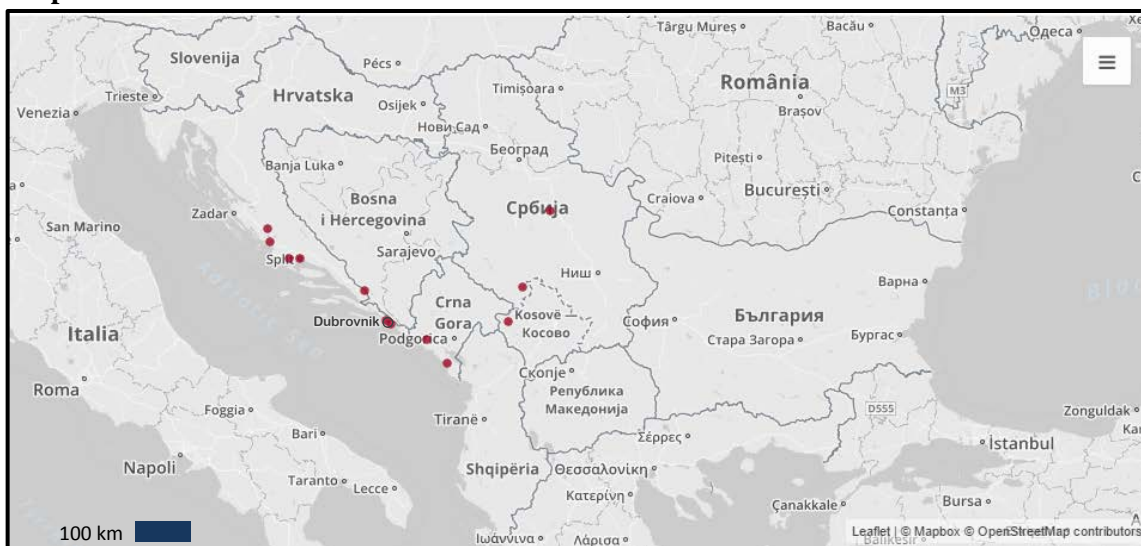 Târgu Mureș
Bacău
Одеса
Slovenija
Pécs
Trieste
Timișoara
România
Venezia
Hrvatska
Osijek
M3
Brașov
Нови Сад
Београд
Banja Luka
Pitești
Bosna
i Hercegovina
Craiova
București
Constanța
Zadar
Србија
San Marino
Sarajevo
Split
Ниш
Варна
Adriatic Sea
Crna
Gora
Kosovë —
Косово
София
България
Dubrovnik
Бургас
Italia
Podgorica
Стара Загора
Скопје
Roma
Република
Македонија
D555
Foggia
Tiranë
Zonguldak
Bari
Σέρρες
İstanbul
Napoli
Shqipëria
Θεσσαλονίκη
Taranto
Lecce
Κατερίνη
Çanakkale
Bursa
100 km
Ιωάννινα
Λάρισα
Balıkesir
Leaflet | © Mapbox © OpenStreetMap contributors